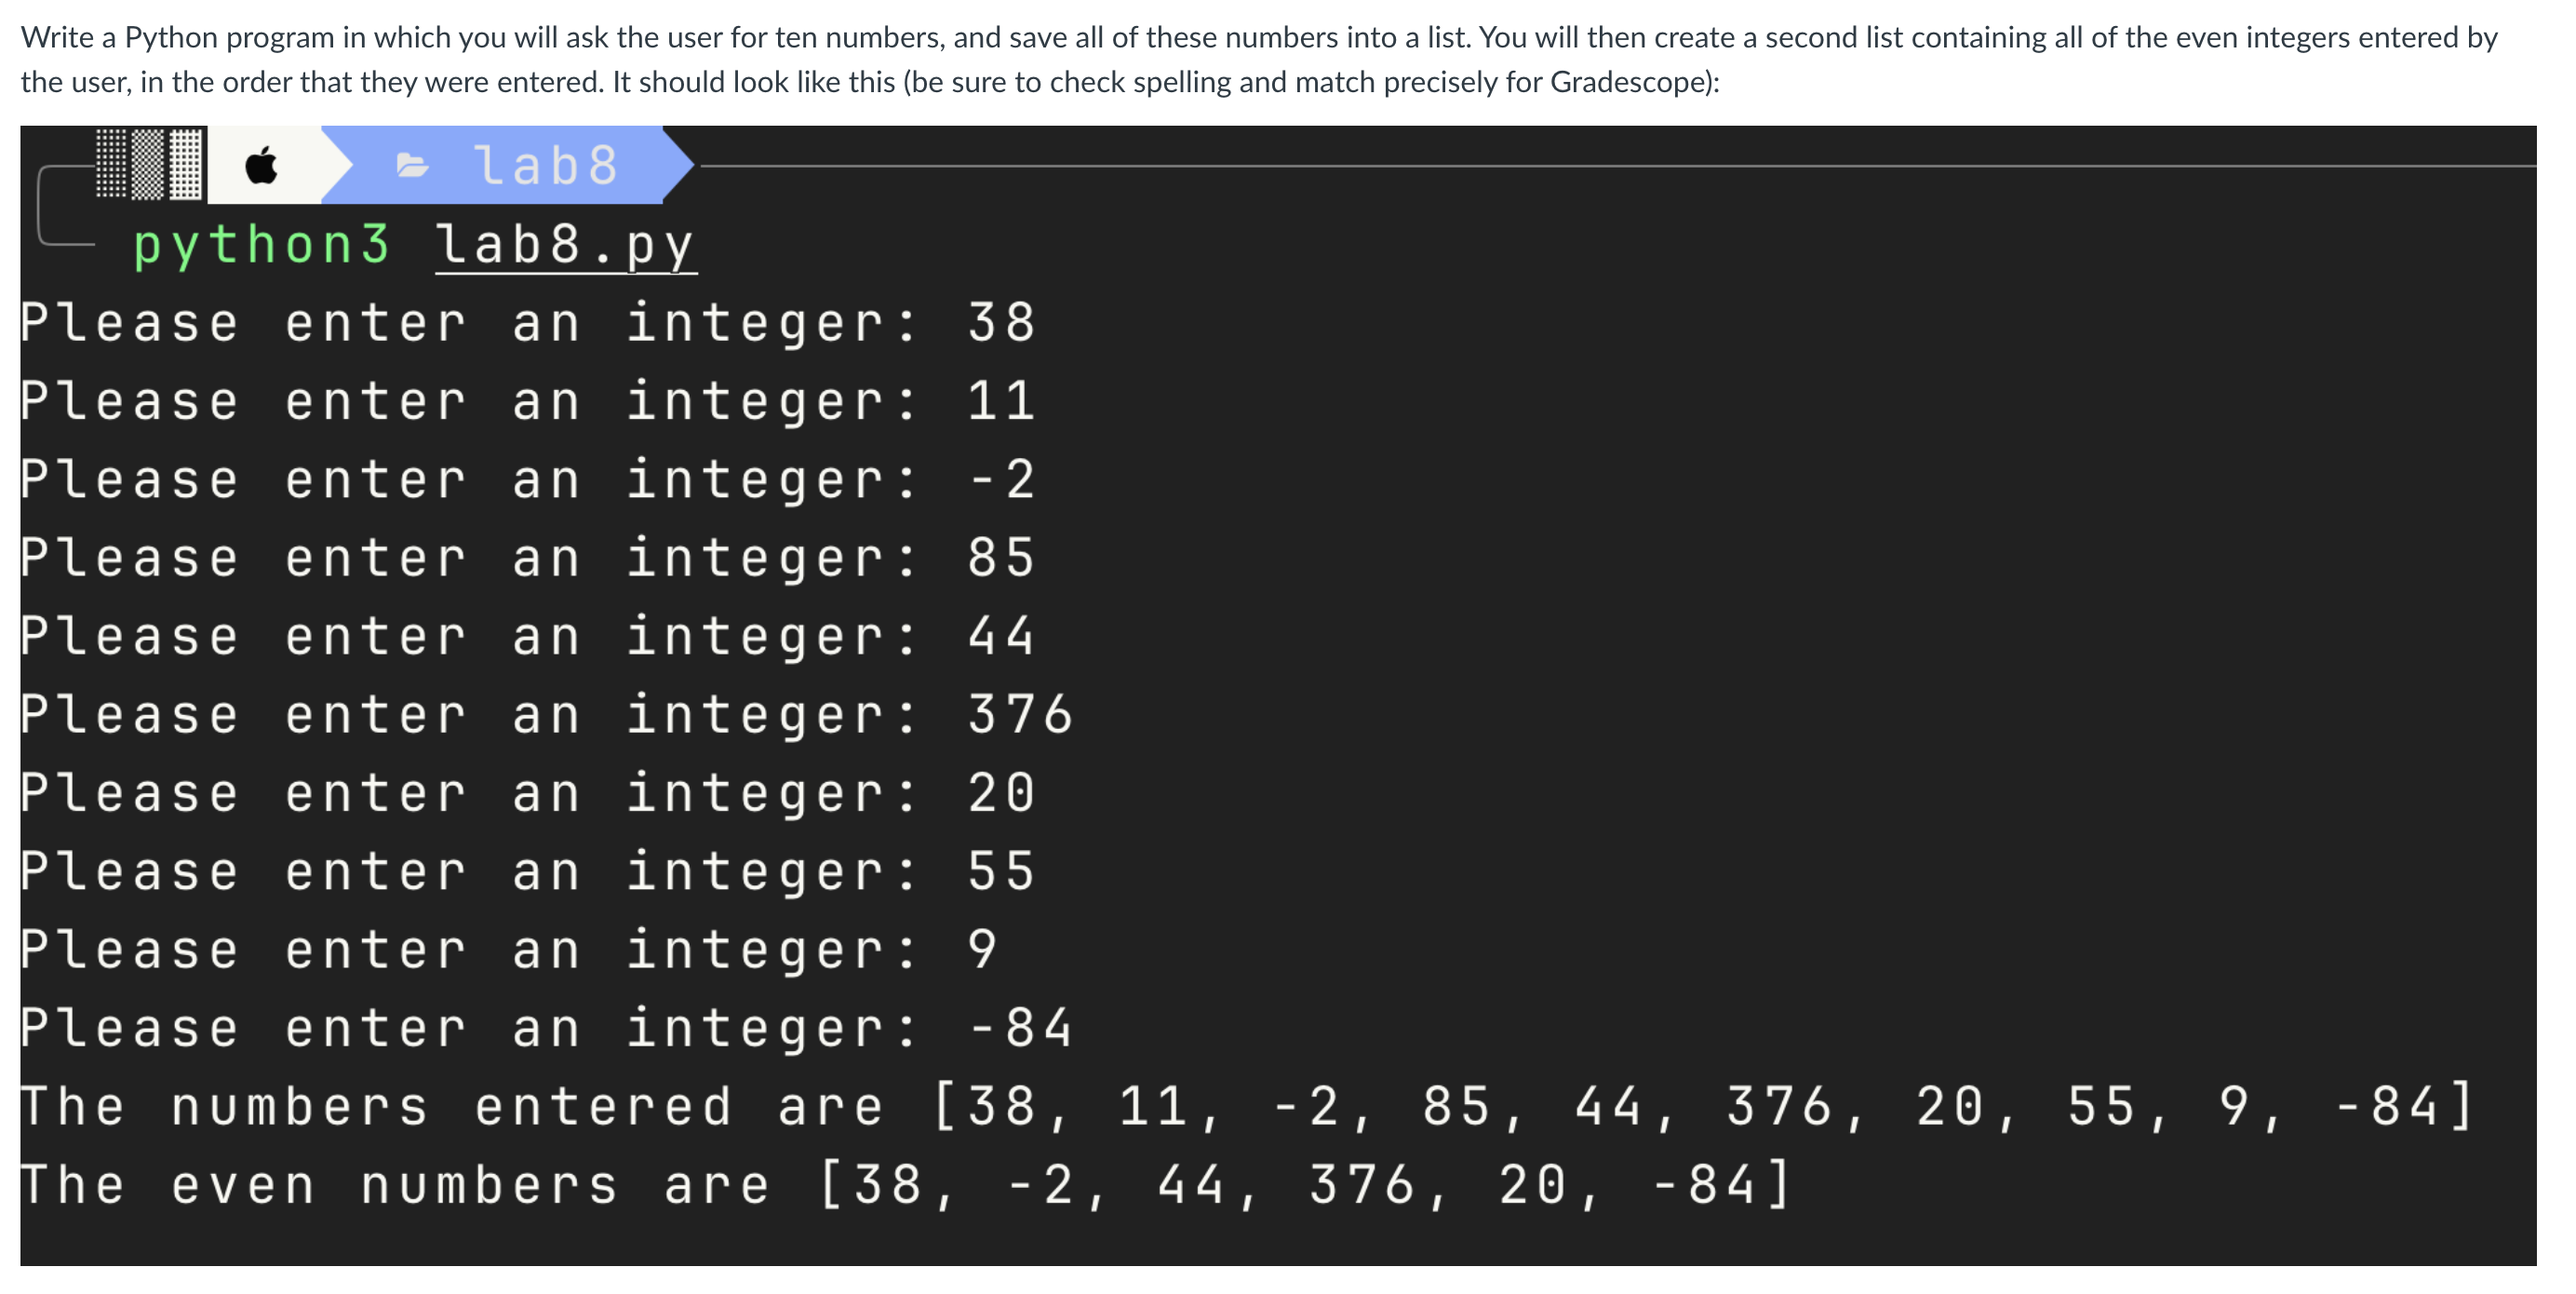 Write a Python program in which you will ask the user for ten numbers, and save all of these numbers into a list. You will then create a second list containing all of the even integers entered by
the user, in the order that they were entered. It should look like this (be sure to check spelling and match precisely for Gradescope):
lab8
python3 lab8.py
Please enter an integer: 38
Please enter an integer: 11
Please enter an integer: -2
Please enter an integer: 85
Please enter an integer: 44
Please enter an integer: 376
Please enter an integer: 20
Please enter an integer: 55
Please enter an integer: 9
Please enter an integer: -84
The numbers entered are [38, 11, -2, 85, 44, 376, 20, 55, 9, -84]
The even numbers are [38, -2, 44, 376, 20, -84]